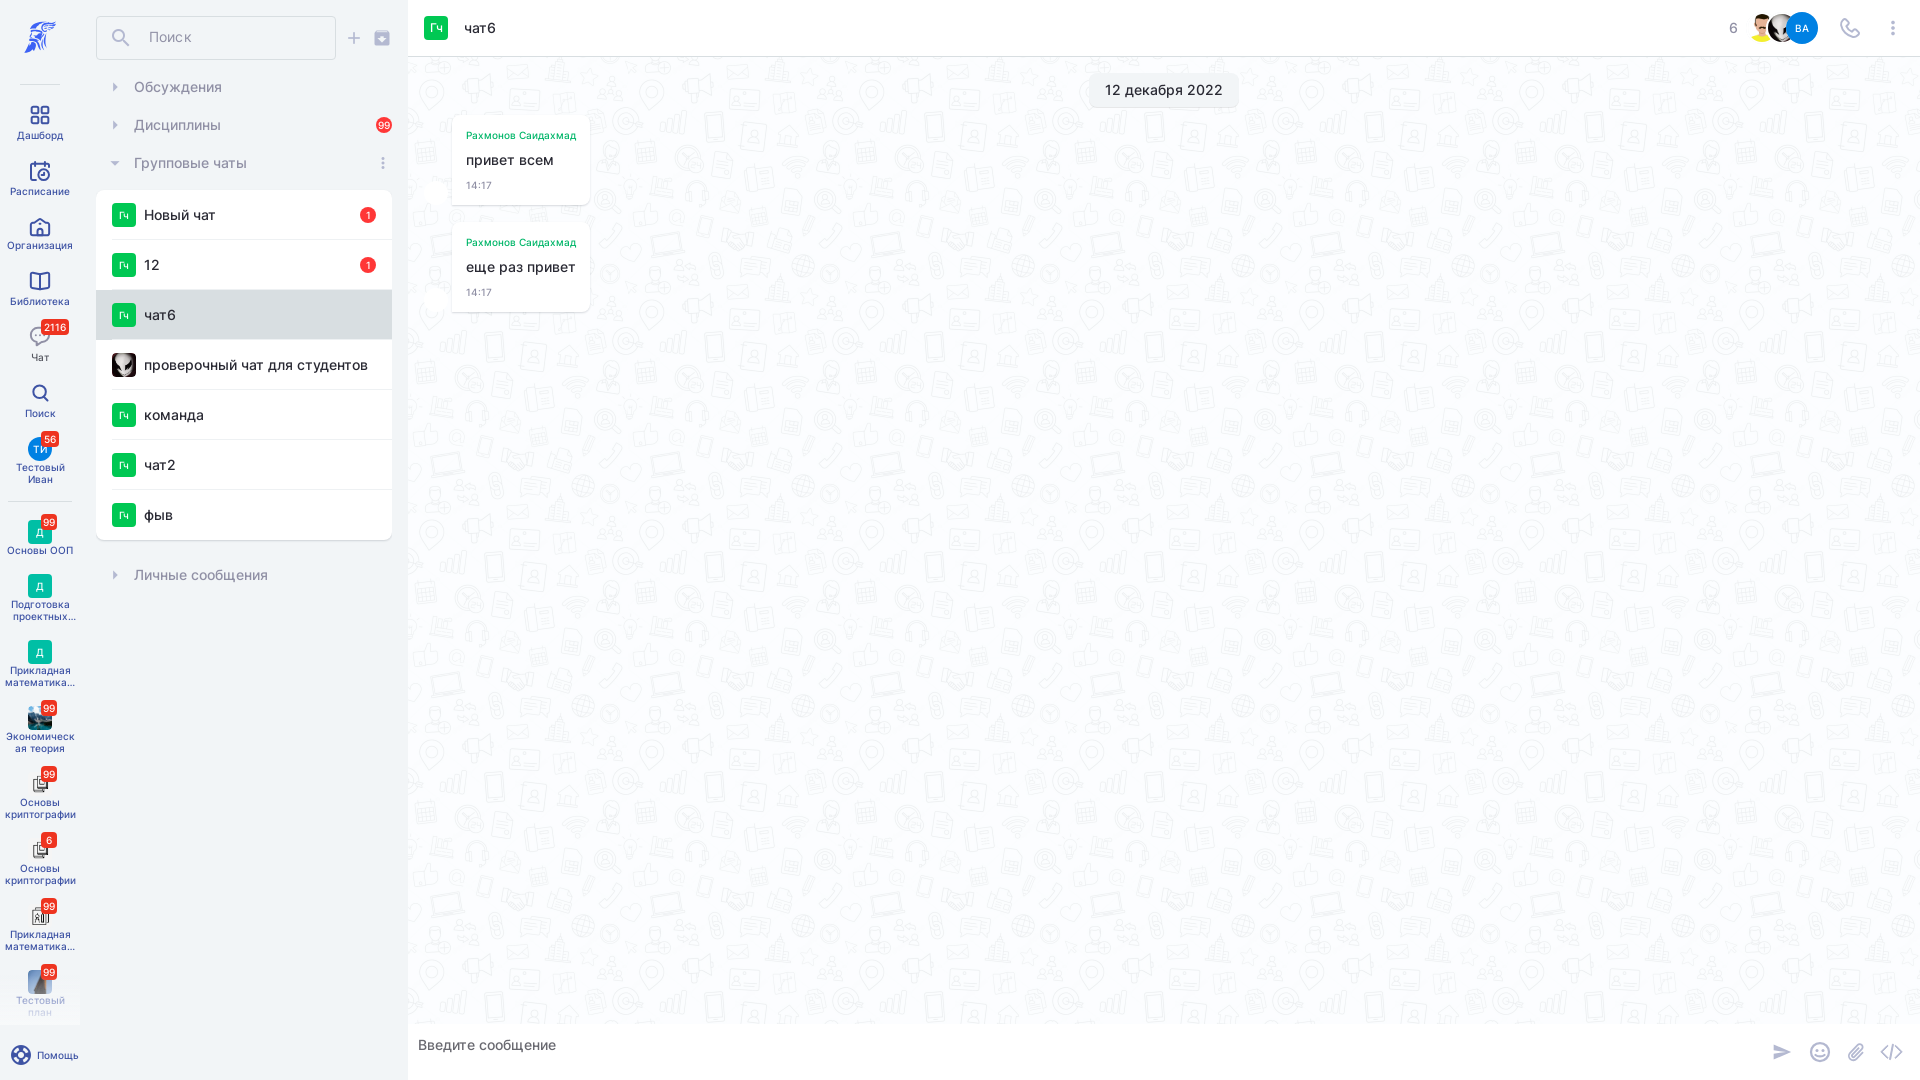 Дашборд
Расписание
Организация
Библиотека
2116
Чат
Поиск
56
ТИ
Тестовый
Иван
99
Д
Основы ООП
Д
Подготовка
проектных...
Д
Прикладная
математика...
99
Экономическ
ая теория
99
Основы
криптографии
6
Основы
криптографии
99
Прикладная
математика...
99
Тестовый
план
Помощь
Поиск
Обсуждения
Дисциплины
99
Групповые чаты
Гч
Новый чат
1
Гч
12
1
Гч
чат6
проверочный чат для студентов
Гч
команда
Гч
чат2
Гч
фыв
Личные сообщения
Гч
чат6
6
ВА
12 декабря 2022
Рахмонов Саидахмад
привет всем
14:17
Рахмонов Саидахмад
еще раз привет
14:17
Введите сообщение